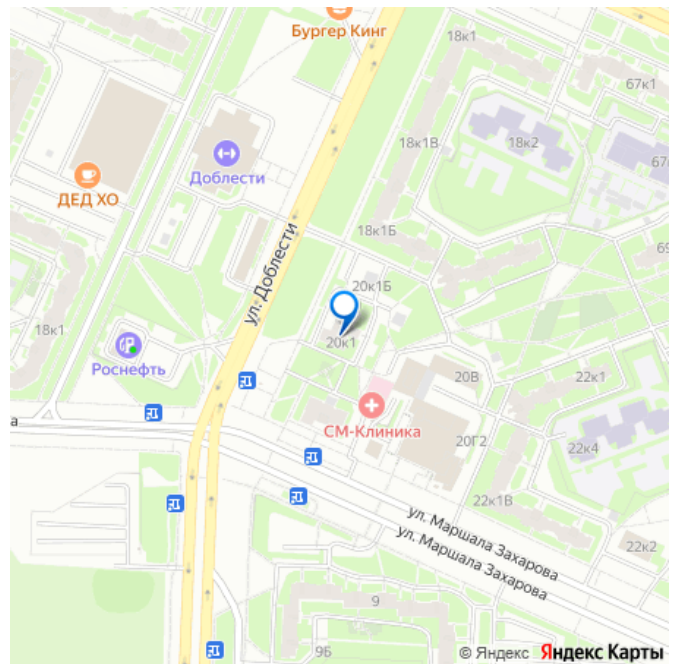 Бургер Кинг
18к1
67к1
18к1В
18к2
67
Доблести
ДЕД ХО
ул. Доблести
18к1Б
69
20к1Б
18к1
20к1
Роснефть
20В
22к1
а
СМ-Клиника
20Г2
22к4
22к1В
ул. Маршала Захарова
ул. Маршала Захарова
22к2
9
9Б
© Яндекс Яндекс Карты